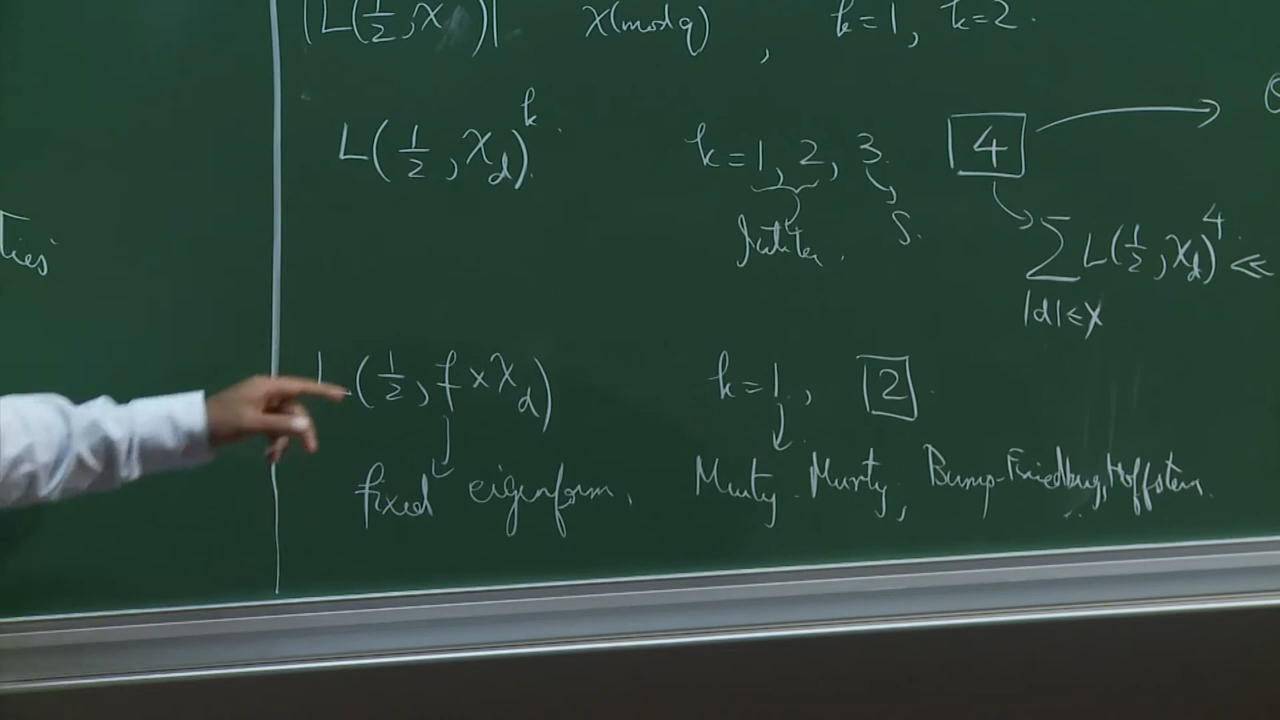 |L(1/2, χ)| χ(mod q), k=1, k=2.
L(1/2, χ_d)^k. k=1, 2, 3. [4] →
Jutila. S.
ties
∑_{|d|≤X} L(1/2, χ_d)^4 ≪
L(1/2, f×χ_d) k=1, [2].
fixed eigenform. Murty-Murty, Bump-Friedberg, Hoffstein.